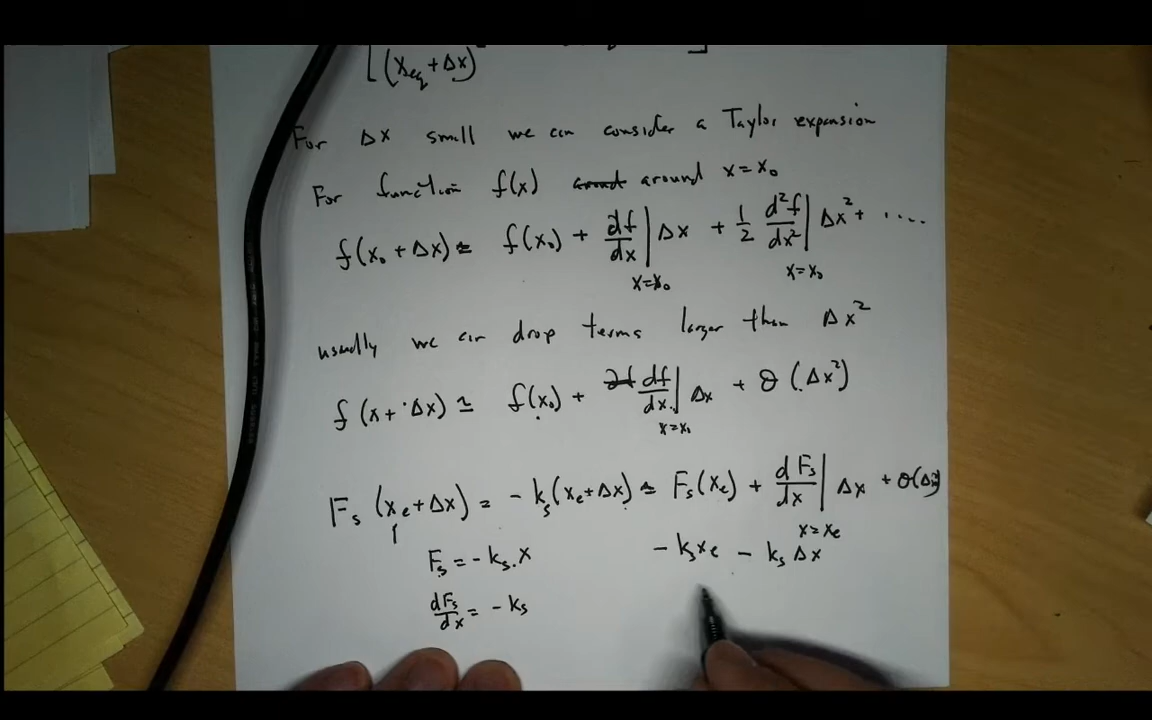 [(x_eq + Δx)
For Δx small we can consider a Taylor expansion
For function f(x) around x = x₀
f(x₀ + Δx) ≈ f(x₀) + df/dx |_{x=x₀} Δx + 1/2 d²f/dx² |_{x=x₀} Δx² + ....
usually we can drop terms larger than Δx²
f(x + Δx) ≃ f(x₀) + df/dx |_{x=x₀} Δx + O(Δx²)
F_s (x_e + Δx) = - k_s (x_e + Δx) ≃ F_s(x_e) + dF_s/dx |_{x=x_e} Δx + O(Δx²)
F_s = - k_s x - k_s x_e - k_s Δx
dF_s/dx = - k_s